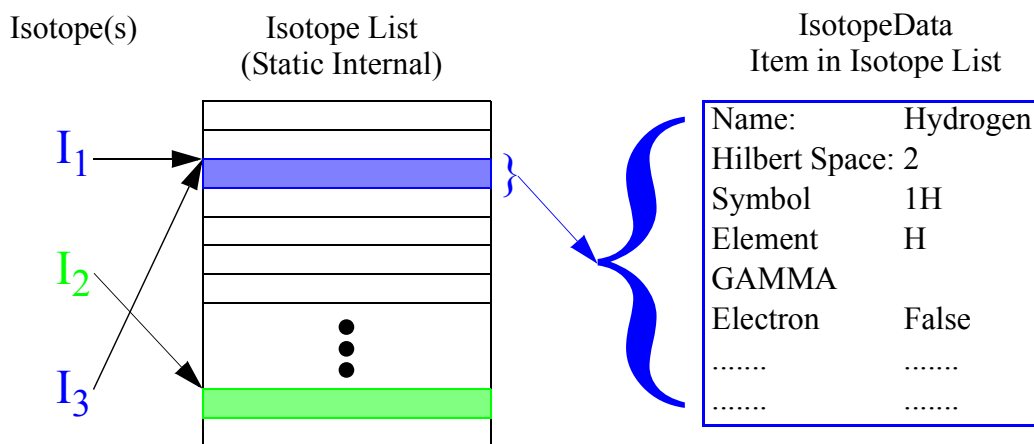 Isotope(s)
Isotope List
(Static Internal)
IsotopeData
Item in Isotope List
I1
I2
I3
Name: Hydrogen
Hilbert Space: 2
Symbol 1H
Element H
GAMMA
Electron False
....... .......
....... .......